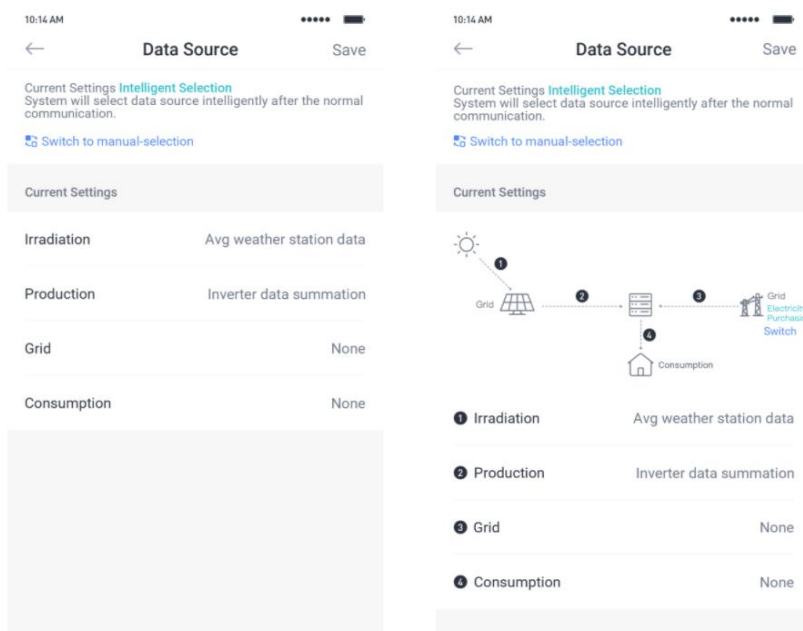 10:14 AM
Data Source
Save
Current Settings Intelligent Selection
System will select data source intelligently after the normal
communication.
Switch to manual-selection
Current Settings
Irradiation Avg weather station data
Production Inverter data summation
Grid None
Consumption None
10:14 AM
Data Source
Save
Current Settings Intelligent Selection
System will select data source intelligently after the normal
communication.
Switch to manual-selection
Current Settings
1
Grid
2
3
Grid
Electricit
Purchasi
Switch
4
Consumption
1 Irradiation Avg weather station data
2 Production Inverter data summation
3 Grid None
4 Consumption None